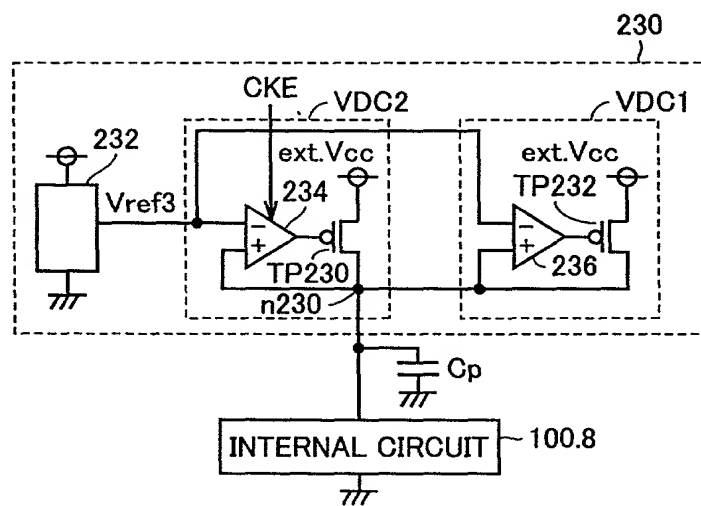 230
CKE
VDC2
VDC1
232
ext.Vcc
ext.Vcc
Vref3
234
TP232
−
+
−
+
TP230
236
n230
Cp
INTERNAL CIRCUIT
100.8